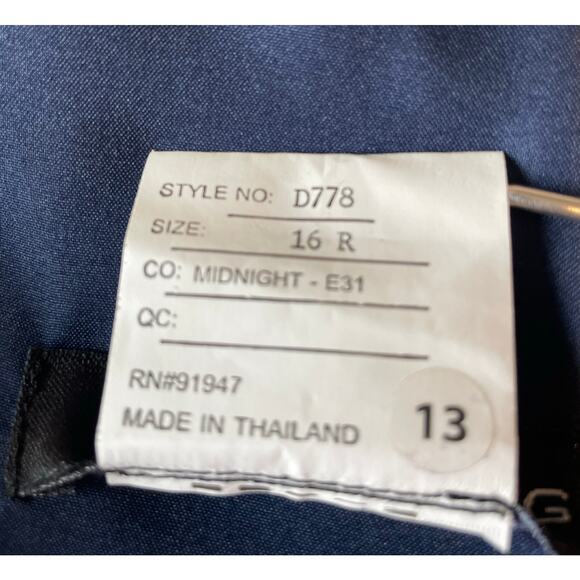 STYLE NO: D778
SIZE: 16 R
CO: MIDNIGHT - E31
QC:
RN#91947
MADE IN THAILAND
13
G